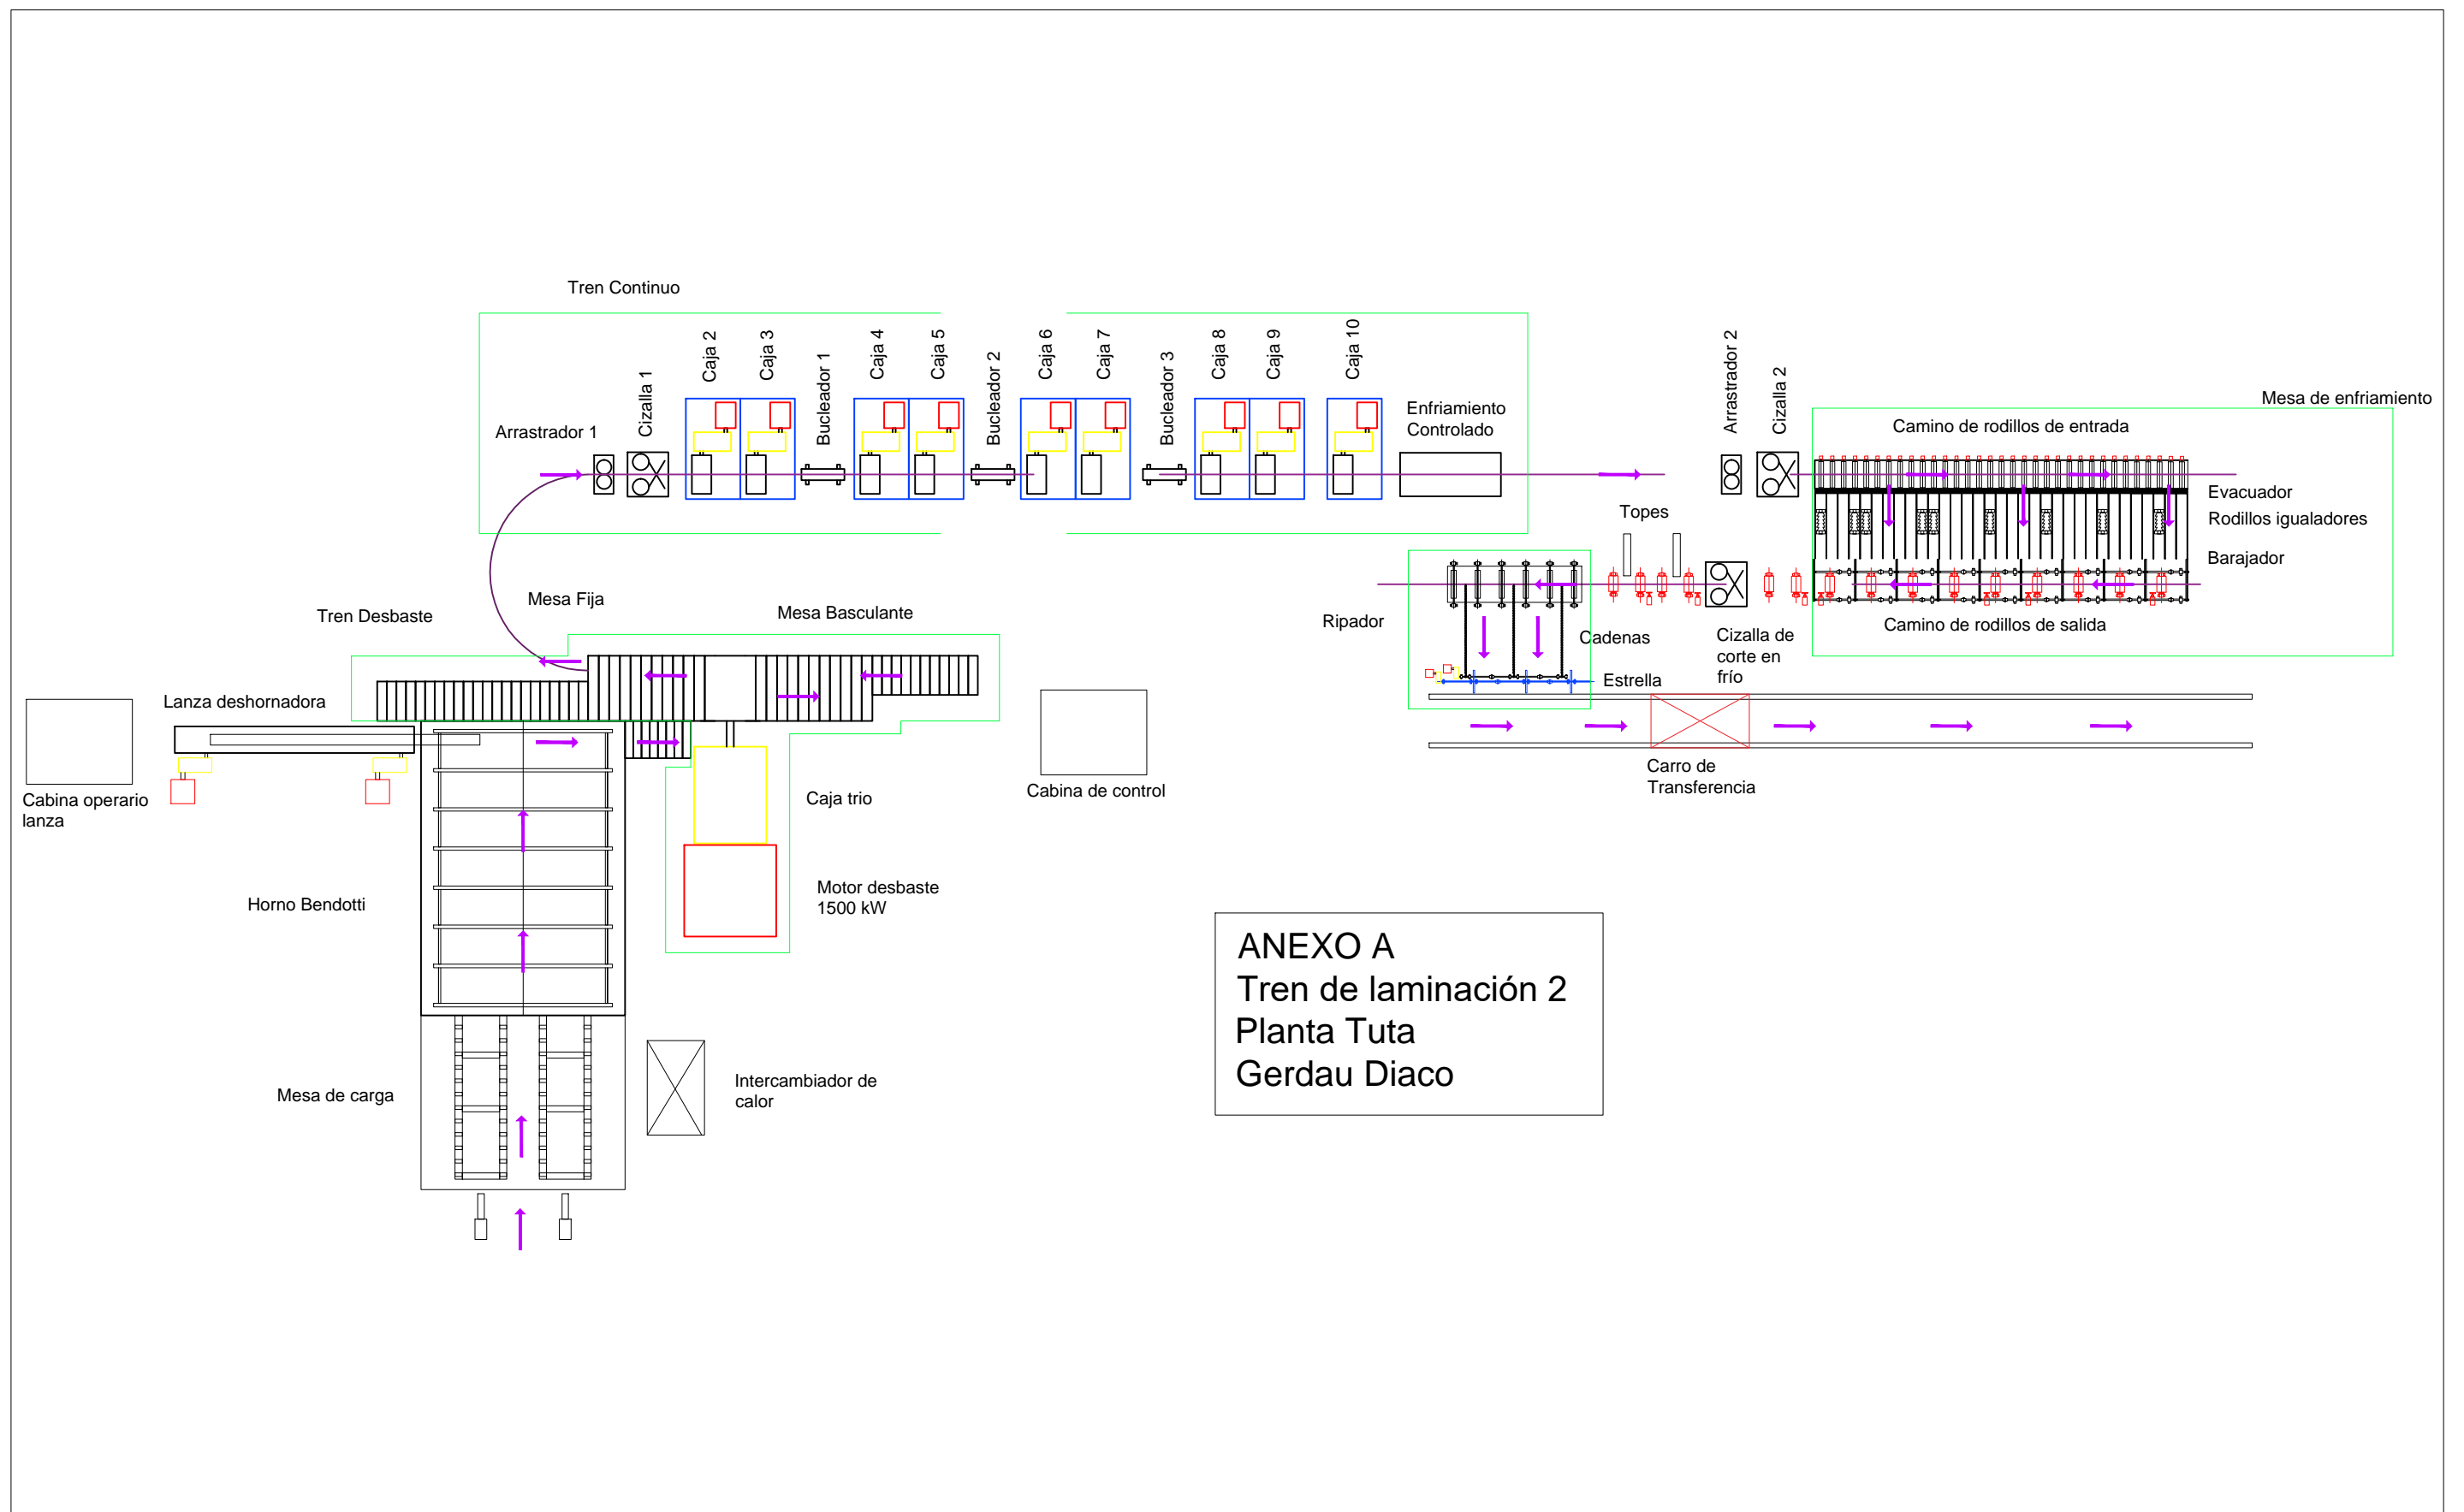 Tren Continuo
Caja 2
Caja 3
Caja 4
Caja 5
Caja 6
Caja 7
Caja 8
Caja 9
Caja 10
Cizalla 1
Bucleador 1
Bucleador 2
Bucleador 3
Arrastrador 1
Enfriamiento
Controlado
Arrastrador 2
Cizalla 2
Mesa de enfriamiento
Camino de rodillos de entrada
Evacuador
Rodillos igualadores
Barajador
Topes
Mesa Fija
Tren Desbaste
Mesa Basculante
Ripador
Cadenas
Cizalla de
corte en
frío
Camino de rodillos de salida
Estrella
Lanza deshornadora
Cabina operario
lanza
Caja trio
Cabina de control
Carro de
Transferencia
Horno Bendotti
Motor desbaste
1500 kW
ANEXO A
Tren de laminación 2
Planta Tuta
Gerdau Diaco
Mesa de carga
Intercambiador de
calor